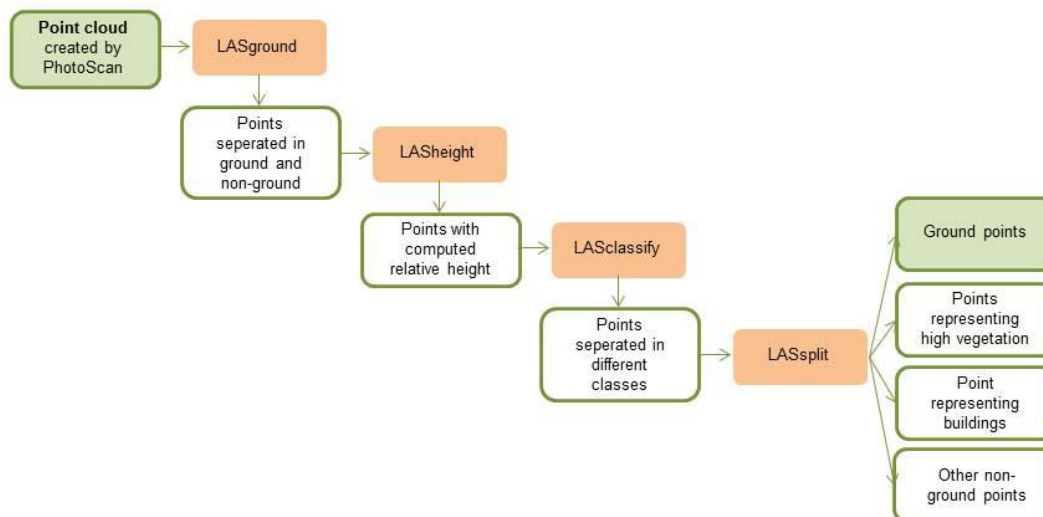 Point cloud
created by
PhotoScan
LASground
Points
seperated in
ground and
non-ground
LASheight
Points with
computed
relative height
LASclassify
Points
seperated in
different
classes
LASsplit
Ground points
Points
representing
high vegetation
Point
representing
buildings
Other non-
ground points